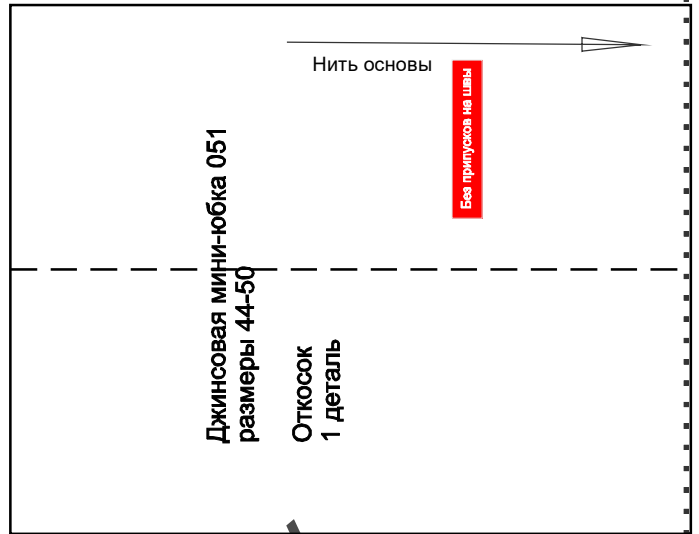 Нить основы
Без припусков на швы
Джинсовая мини-юбка 051
размеры 44-50
Откосок
1 деталь